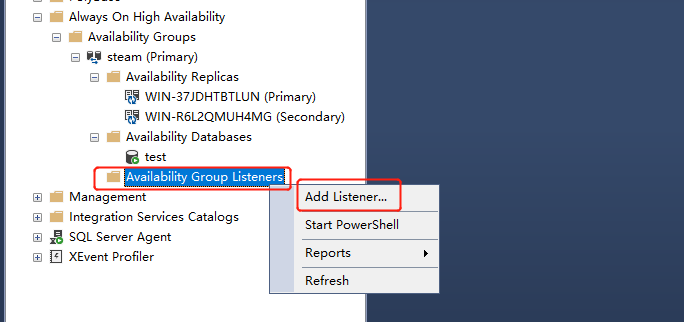 Always On High Availability
Availability Groups
steam (Primary)
Availability Replicas
WIN-37JDHTBTLUN (Primary)
WIN-R6L2QMUH4MG (Secondary)
Availability Databases
test
Availability Group Listeners
Management
Integration Services Catalogs
SQL Server Agent
XEvent Profiler
Add Listener...
Start PowerShell
Reports
Refresh